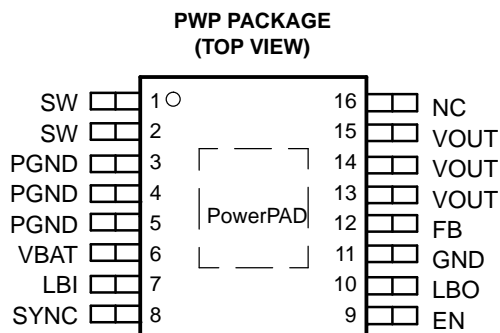 PWP PACKAGE
(TOP VIEW)
SW 1 16 NC
SW 2 15 VOUT
PGND 3 14 VOUT
PGND 4 13 VOUT
PGND 5 PowerPAD 12 FB
VBAT 6 11 GND
LBI 7 10 LBO
SYNC 8 9 EN